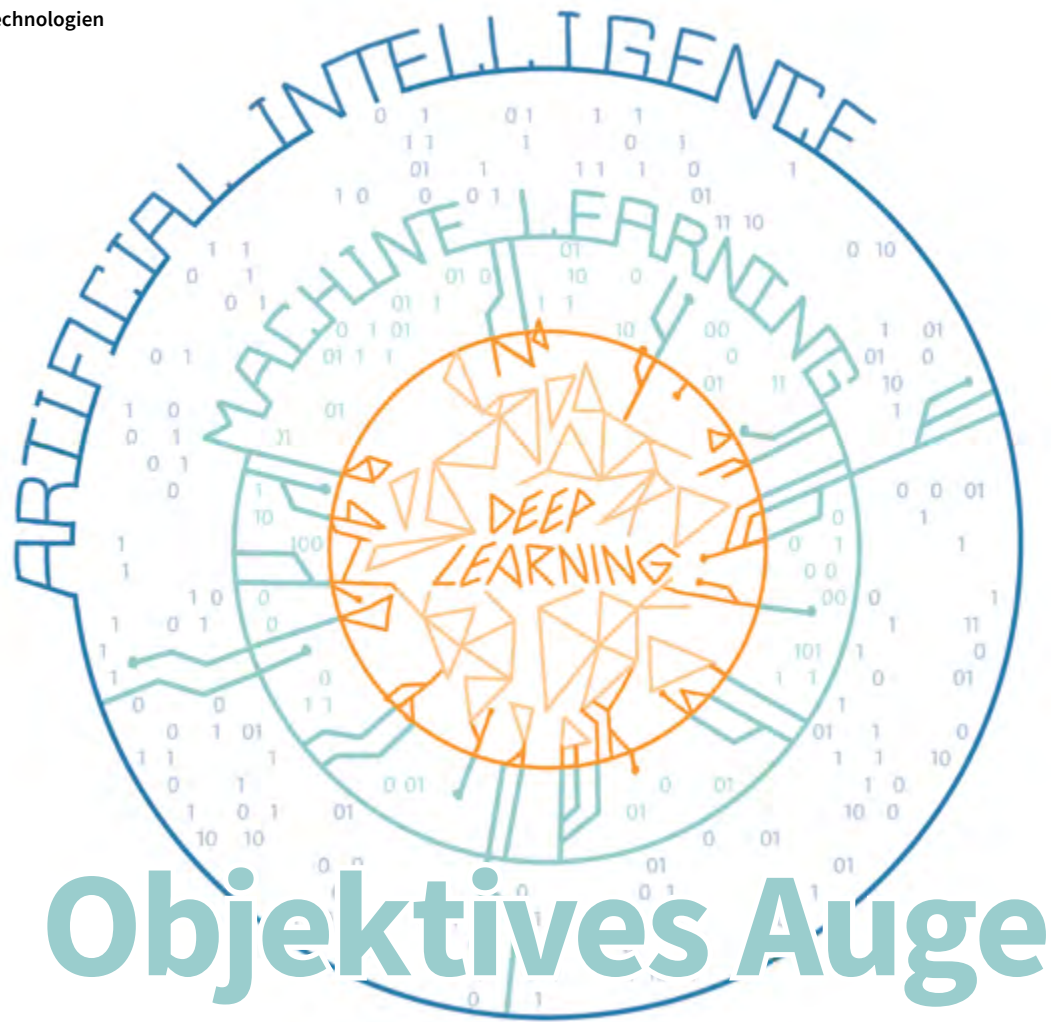 echnologien
ARTIFICIAL INTELLIGENCE
MACHINE LEARNING
DEEP
LEARNING
Objektives Auge